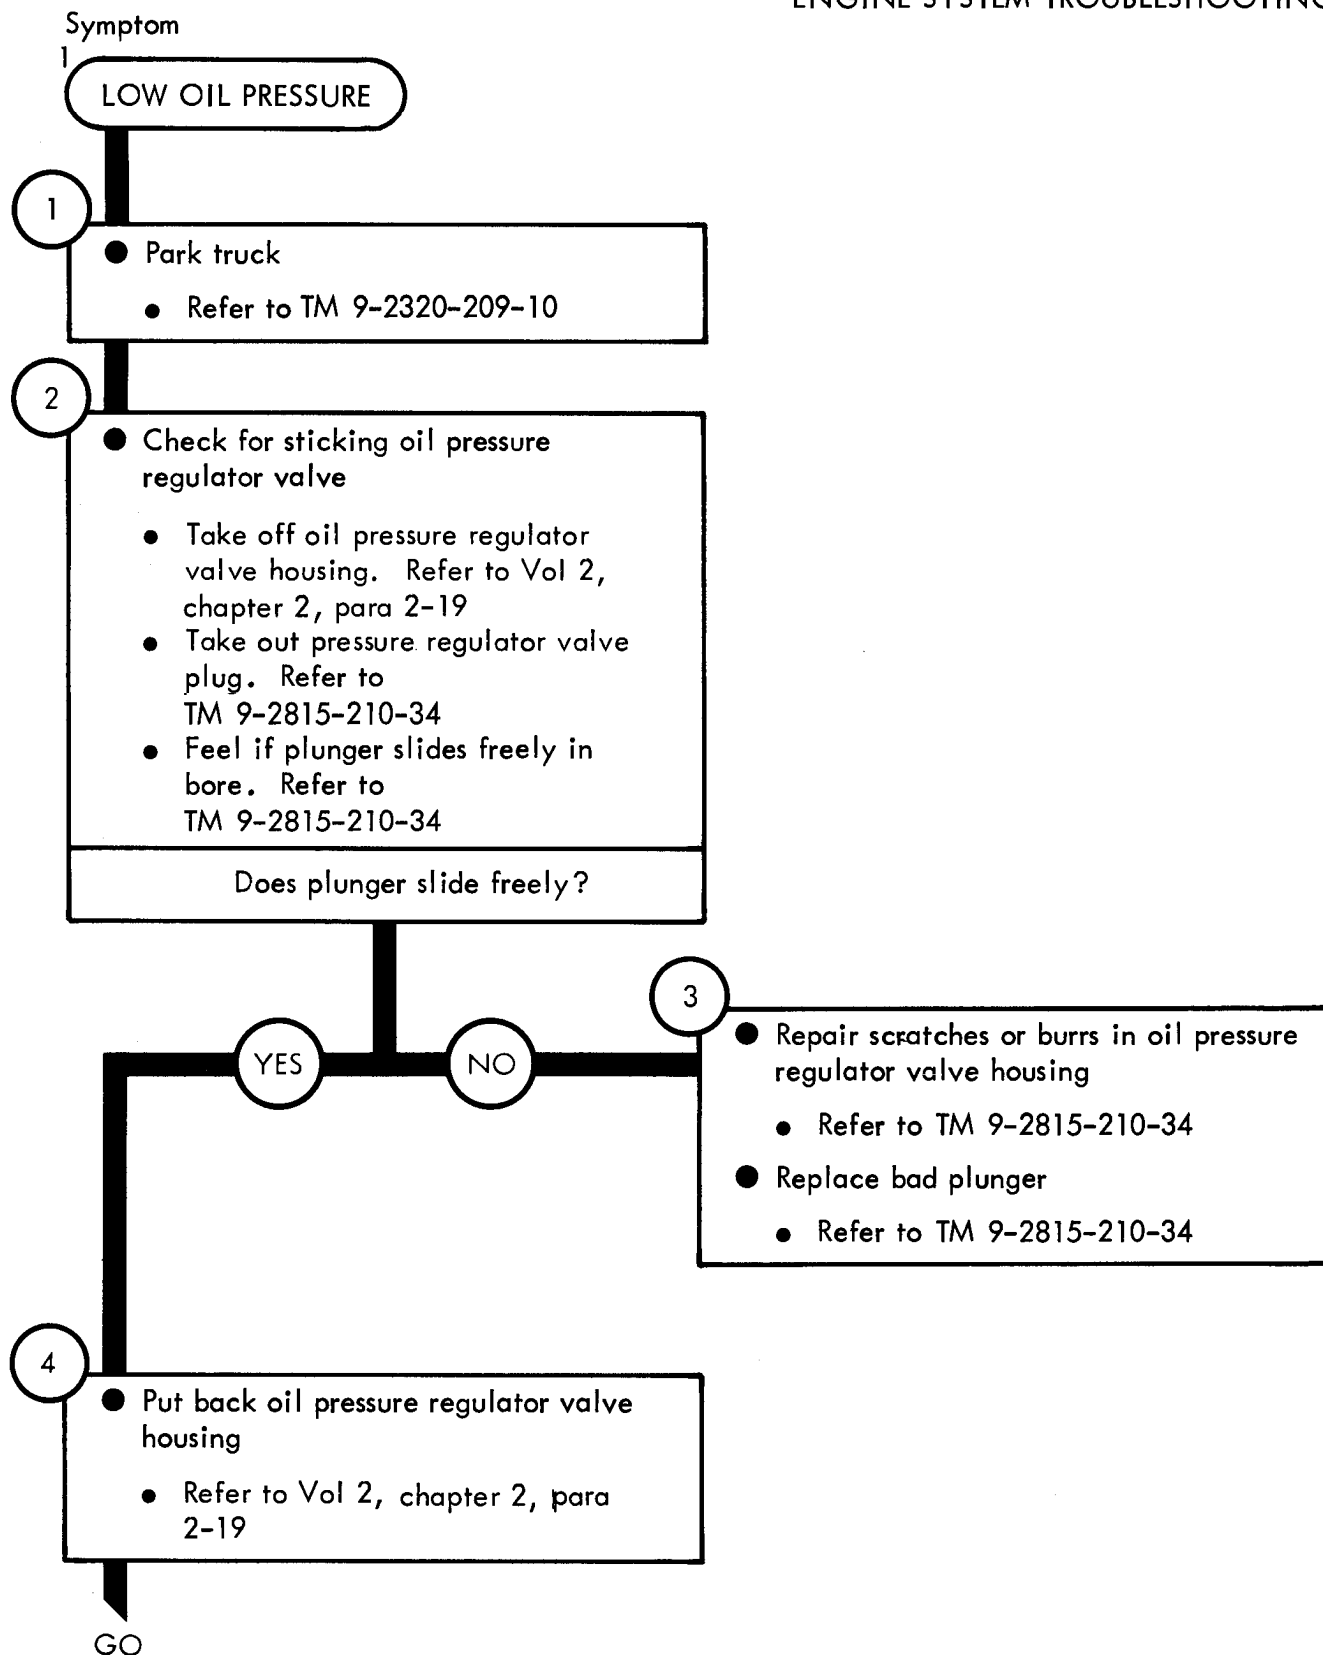 ENGINE SYSTEM TROUBLESHOOTING
Symptom
1
LOW OIL PRESSURE
1
● Park truck
● Refer to TM 9-2320-209-10
2
● Check for sticking oil pressure
regulator valve
● Take off oil pressure regulator
valve housing. Refer to Vol 2,
chapter 2, para 2-19
● Take out pressure regulator valve
plug. Refer to
TM 9-2815-210-34
● Feel if plunger slides freely in
bore. Refer to
TM 9-2815-210-34
Does plunger slide freely?
YES
NO
3
● Repair scratches or burrs in oil pressure
regulator valve housing
● Refer to TM 9-2815-210-34
● Replace bad plunger
● Refer to TM 9-2815-210-34
4
● Put back oil pressure regulator valve
housing
● Refer to Vol 2, chapter 2, para
2-19
GO